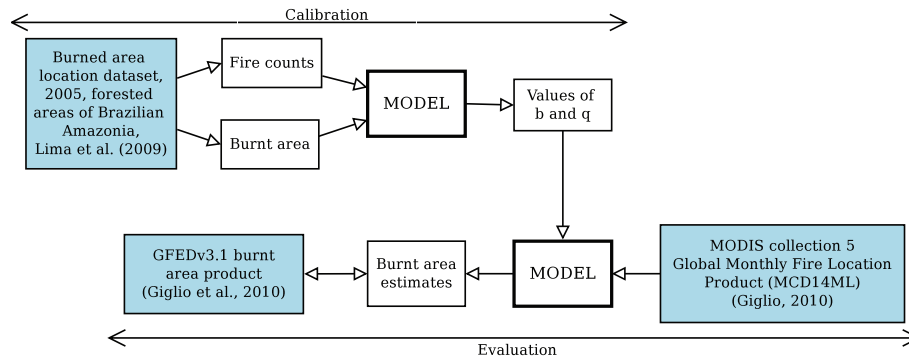 Calibration
Burned area
location dataset,
2005, forested
areas of Brazilian
Amazonia,
Lima et al. (2009)
Fire counts
Burnt area
MODEL
Values of
b and q
GFEDv3.1 burnt
area product
(Giglio et al., 2010)
Burnt area
estimates
MODEL
MODIS collection 5
Global Monthly Fire Location
Product (MCD14ML)
(Giglio, 2010)
Evaluation